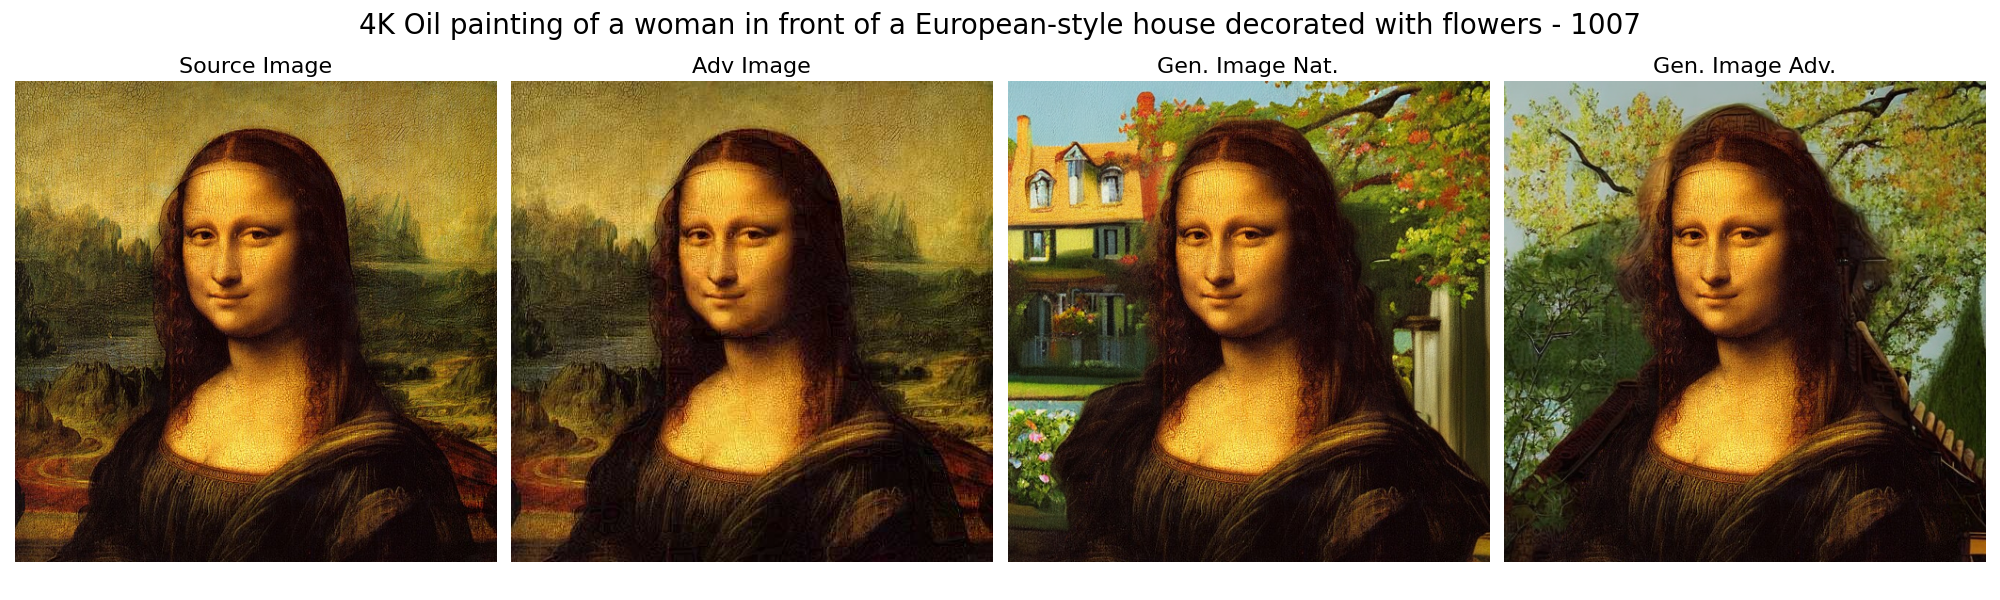 4K Oil painting of a woman in front of a European-style house decorated with flowers - 1007
Source Image
Adv Image
Gen. Image Nat.
Gen. Image Adv.